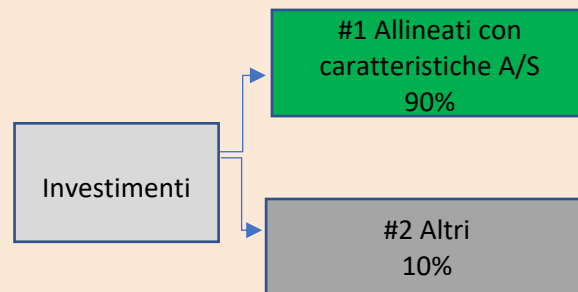 #1 Allineati con
caratteristiche A/S
90%
Investimenti
#2 Altri
10%